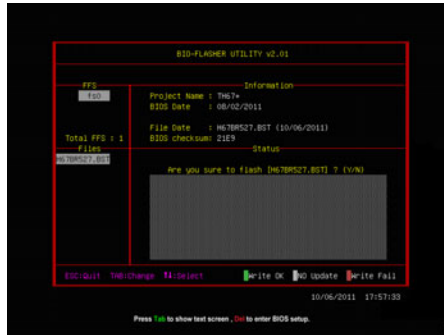 BIO-FLASHER UTILITY v2.01
FFS
fs0
Total FFS : 1
Files
H67BR527.BST
Information
Project Name : TH67+
BIOS Date : 08/02/2011
File Date : H67BR527.BST (10/06/2011)
BIOS checksum: 21E9
Status
Are you sure to flash [H67BR527.BST] ? (Y/N)
ESC:Quit TAB:Change ↑↓:Select Write OK NO Update Write Fail
10/06/2011 17:57:33
Press Tab to show text screen , Del to enter BIOS setup.